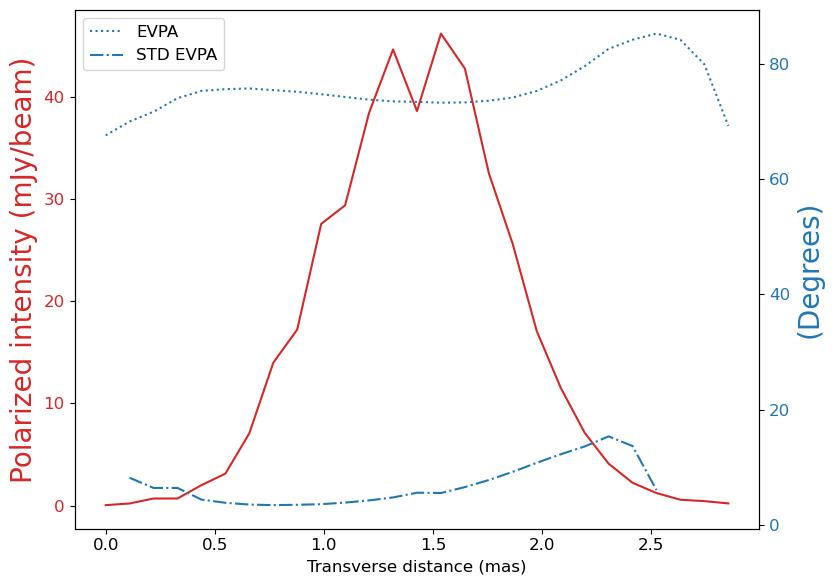 EVPA
STD EVPA
Polarized intensity (mJy/beam)
40
30
20
10
0
80
60
40
20
0
(Degrees)
0.0 0.5 1.0 1.5 2.0 2.5
Transverse distance (mas)